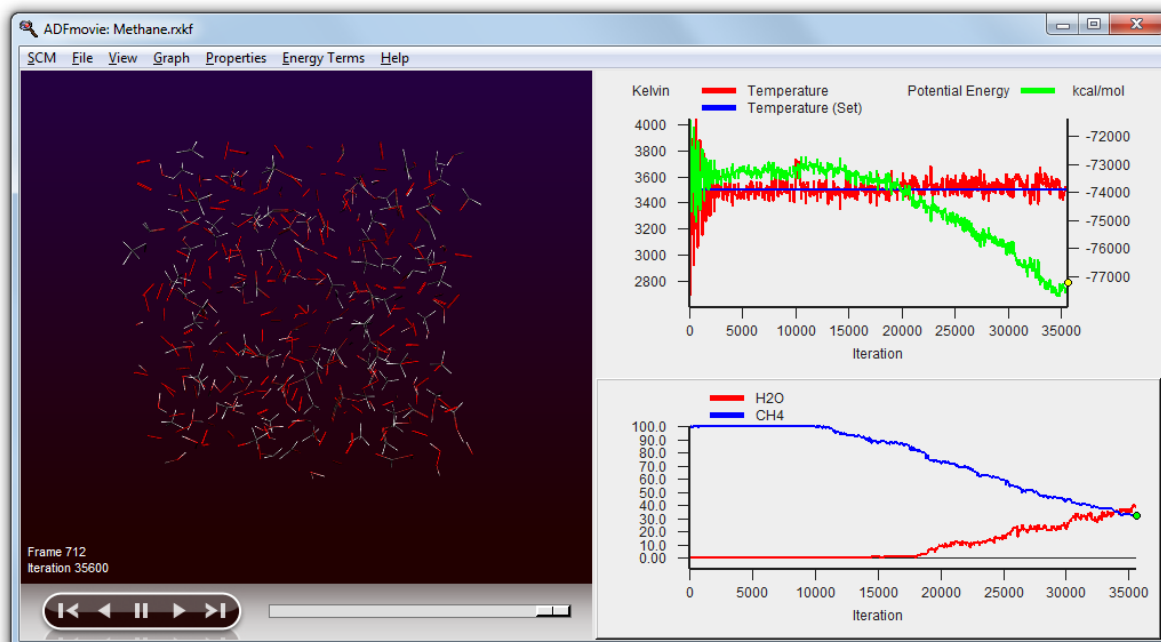 ADFmovie: Methane.rxkf
SCM File View Graph Properties Energy Terms Help
Kelvin Temperature Potential Energy kcal/mol
Temperature (Set)
4000
3800
3600
3400
3200
3000
2800
-72000
-73000
-74000
-75000
-76000
-77000
0 5000 10000 15000 20000 25000 30000 35000
Iteration
H2O
CH4
100.0
90.0
80.0
70.0
60.0
50.0
40.0
30.0
20.0
10.0
0.00
0 5000 10000 15000 20000 25000 30000 35000
Iteration
Frame 712
Iteration 35600